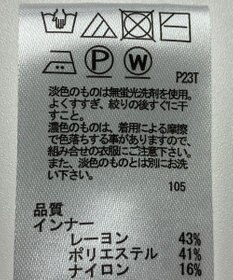 P W
P23T
淡色のものは無蛍光洗剤を使用。
よくすすぎ、絞りの後すぐに干
すこと。
濃色のものは、着用による摩擦
で色落ちする事がありますので、
組み合せの衣服にご注意下さい。
また、淡色のものとは別にお洗
い下さい。
105
品質
インナー
レーヨン 43%
ポリエステル 41%
ナイロン 16%